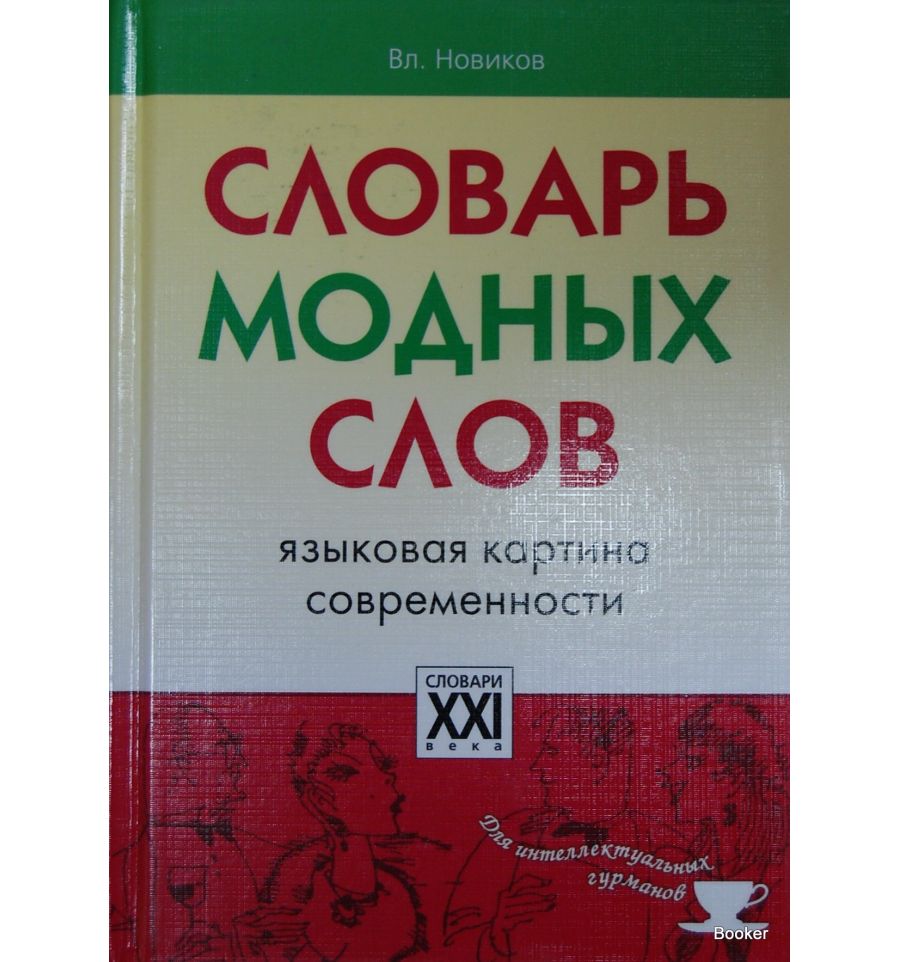 Вл. Новиков
СЛОВАРЬ
МОДНЫХ
СЛОВ
языковая картина
современности
СЛОВАРИ
XXI
века
Для интеллектуальных
гурманов
Booker